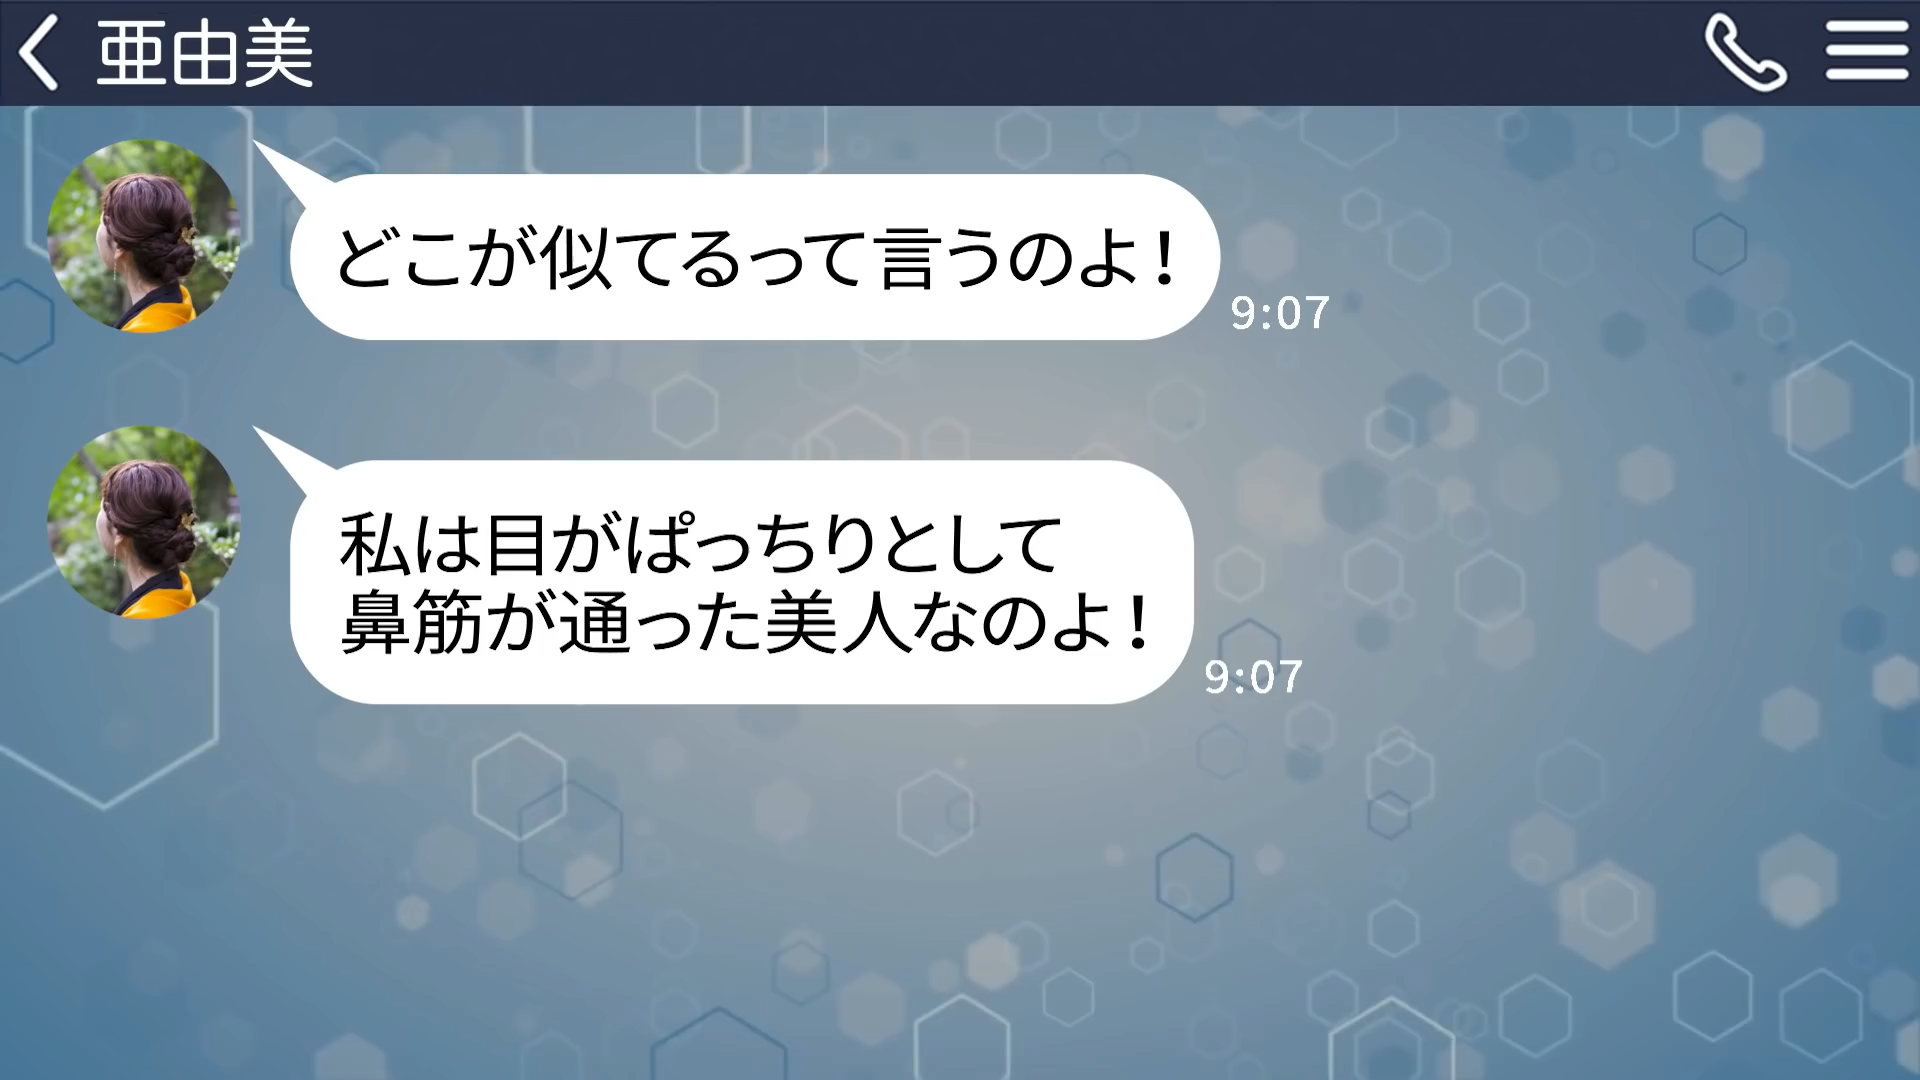 亜由美
どこが似てるって言うのよ！
9:07
私は目がぱっちりとして
鼻筋が通った美人なのよ！
9:07